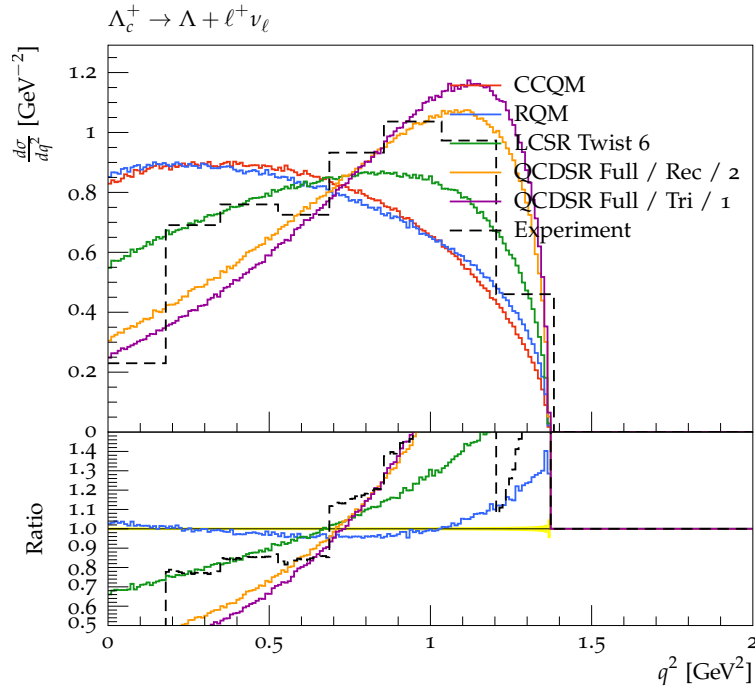 Λc+ → Λ + ℓ+νℓ
dσ/dq² [GeV−2]
1.2
1
0.8
0.6
0.4
0.2
0
CCQM
RQM
LCSR Twist 6
QCDSR Full / Rec / 2
QCDSR Full / Tri / 1
Experiment
Ratio
1.4
1.3
1.2
1.1
1.0
0.9
0.8
0.7
0.6
0.5
0 0.5 1 1.5 2
q² [GeV²]